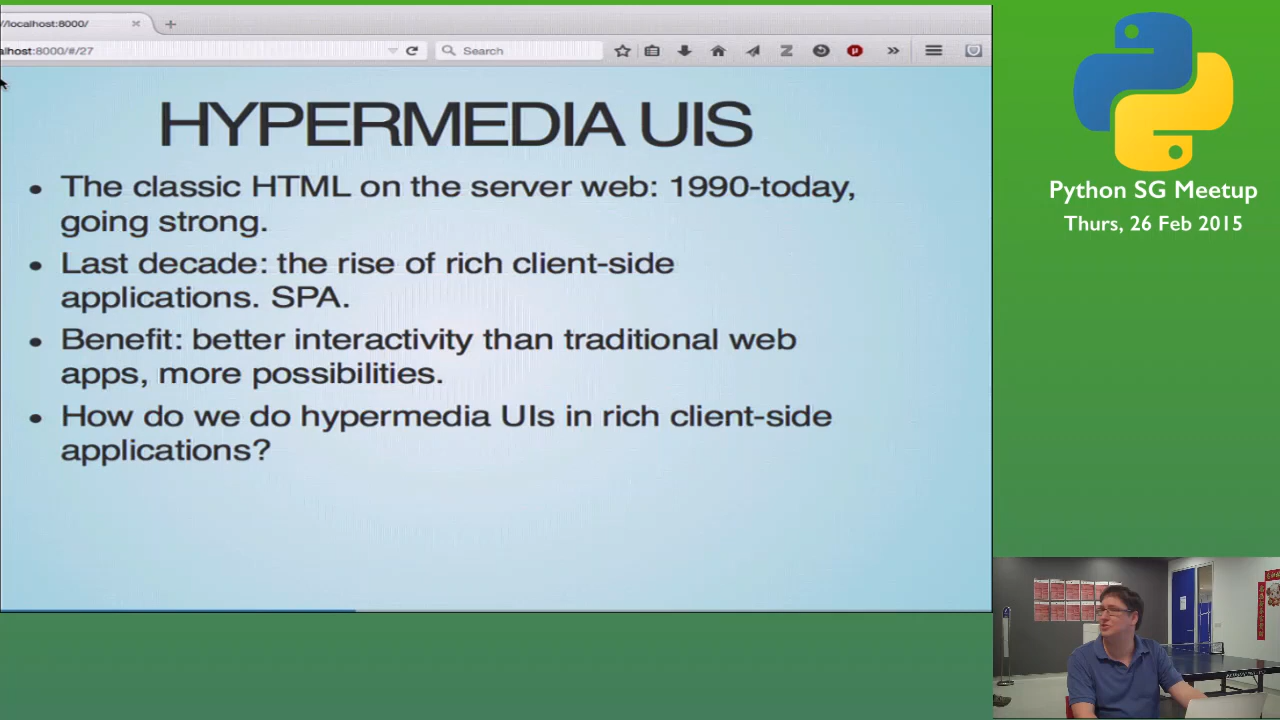 //localhost:8000/
lhost:8000/#/27
Search
HYPERMEDIA UIS
• The classic HTML on the server web: 1990-today,
going strong.
• Last decade: the rise of rich client-side
applications. SPA.
• Benefit: better interactivity than traditional web
apps, more possibilities.
• How do we do hypermedia UIs in rich client-side
applications?
Python SG Meetup
Thurs, 26 Feb 2015